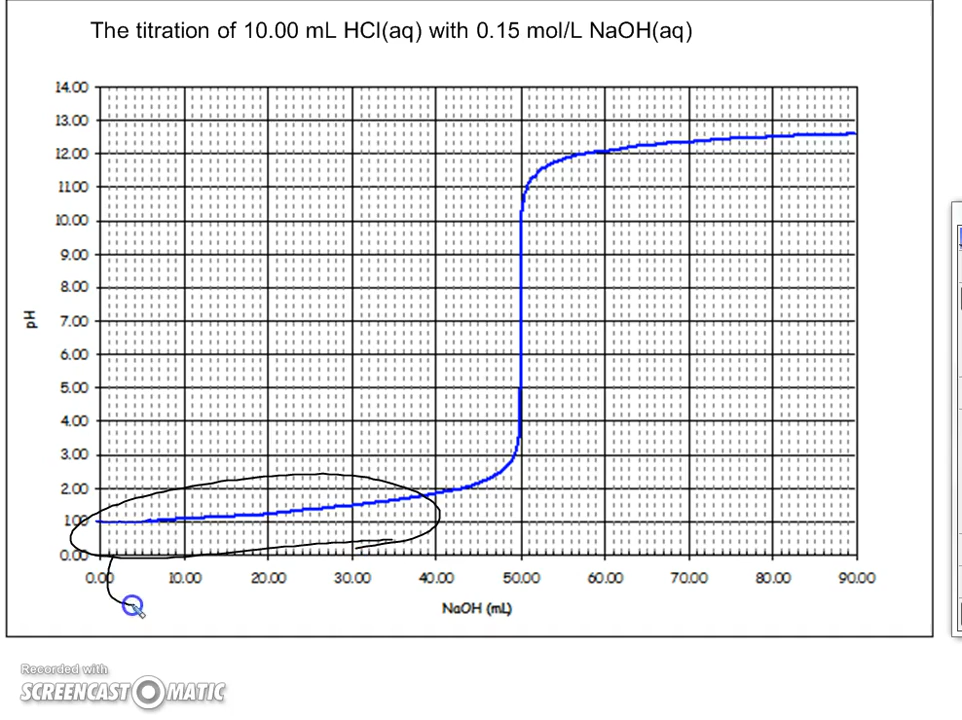 The titration of 10.00 mL HCl(aq) with 0.15 mol/L NaOH(aq)
14.00
13.00
12.00
11.00
10.00
9.00
8.00
7.00
6.00
5.00
4.00
3.00
2.00
1.00
0.00
pH
0.00 10.00 20.00 30.00 40.00 50.00 60.00 70.00 80.00 90.00
NaOH (mL)
Recorded with
SCREENCAST MATIC